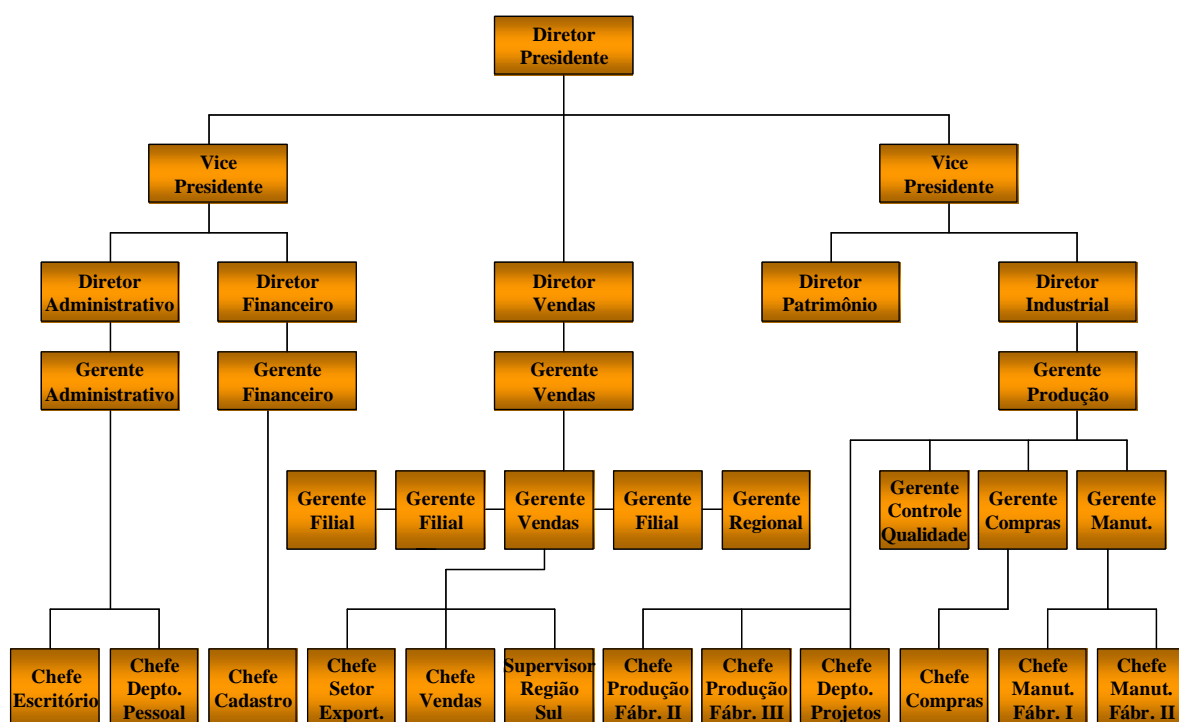 Diretor
Presidente
Vice
Presidente
Vice
Presidente
Diretor
Administrativo
Diretor
Financeiro
Diretor
Vendas
Diretor
Patrimônio
Diretor
Industrial
Gerente
Administrativo
Gerente
Financeiro
Gerente
Vendas
Gerente
Produção
Gerente
Filial
Gerente
Filial
Gerente
Vendas
Gerente
Filial
Gerente
Regional
Gerente
Controle
Qualidade
Gerente
Compras
Gerente
Manut.
Chefe
Escritório
Chefe
Depto.
Pessoal
Chefe
Cadastro
Chefe
Setor
Export.
Chefe
Vendas
Supervisor
Região
Sul
Chefe
Produção
Fábr. II
Chefe
Produção
Fábr. III
Chefe
Depto.
Projetos
Chefe
Compras
Chefe
Manut.
Fábr. I
Chefe
Manut.
Fábr. II